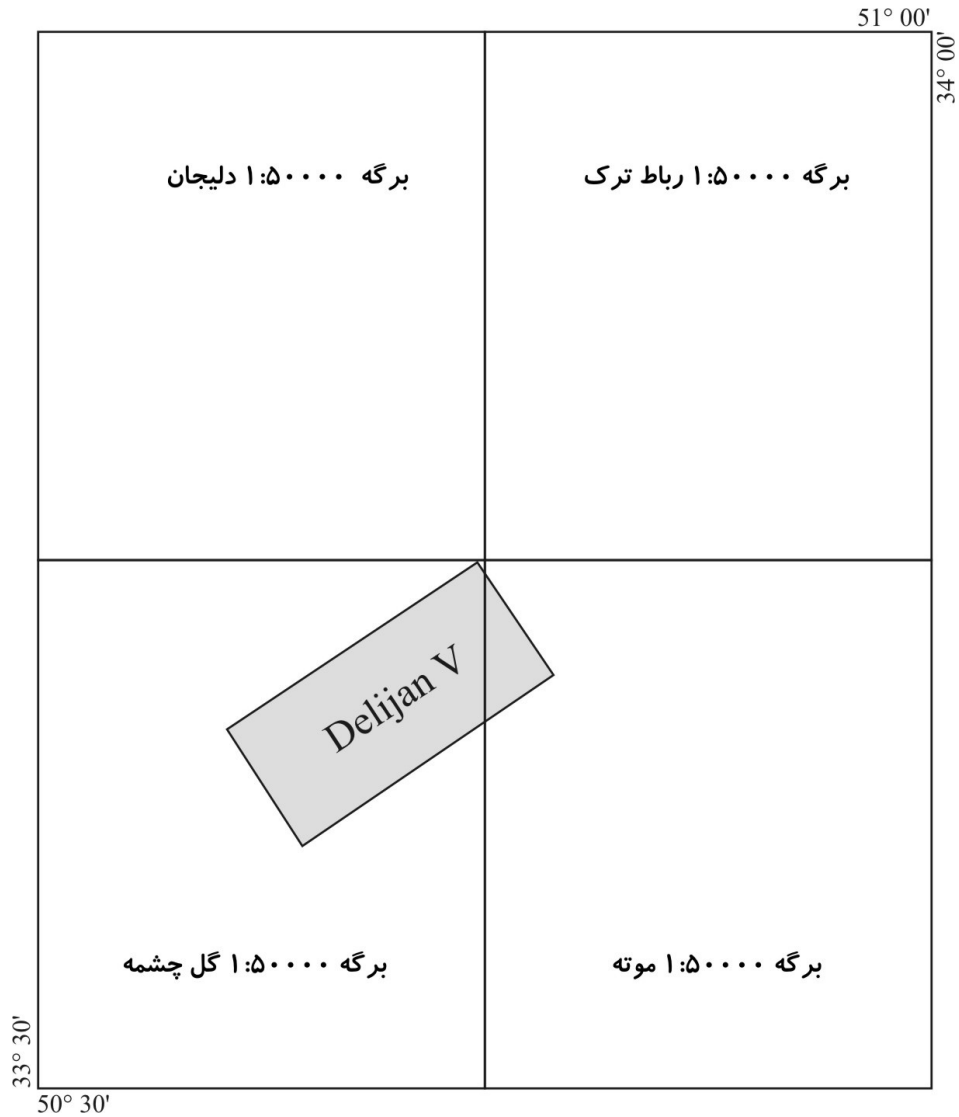 51° 00'
34° 00'
برگه ۱:۵۰۰۰۰ دلیجان
برگه ۱:۵۰۰۰۰ رباط ترک
Delijan V
برگه ۱:۵۰۰۰۰ گل چشمه
برگه ۱:۵۰۰۰۰ موته
33° 30'
50° 30'